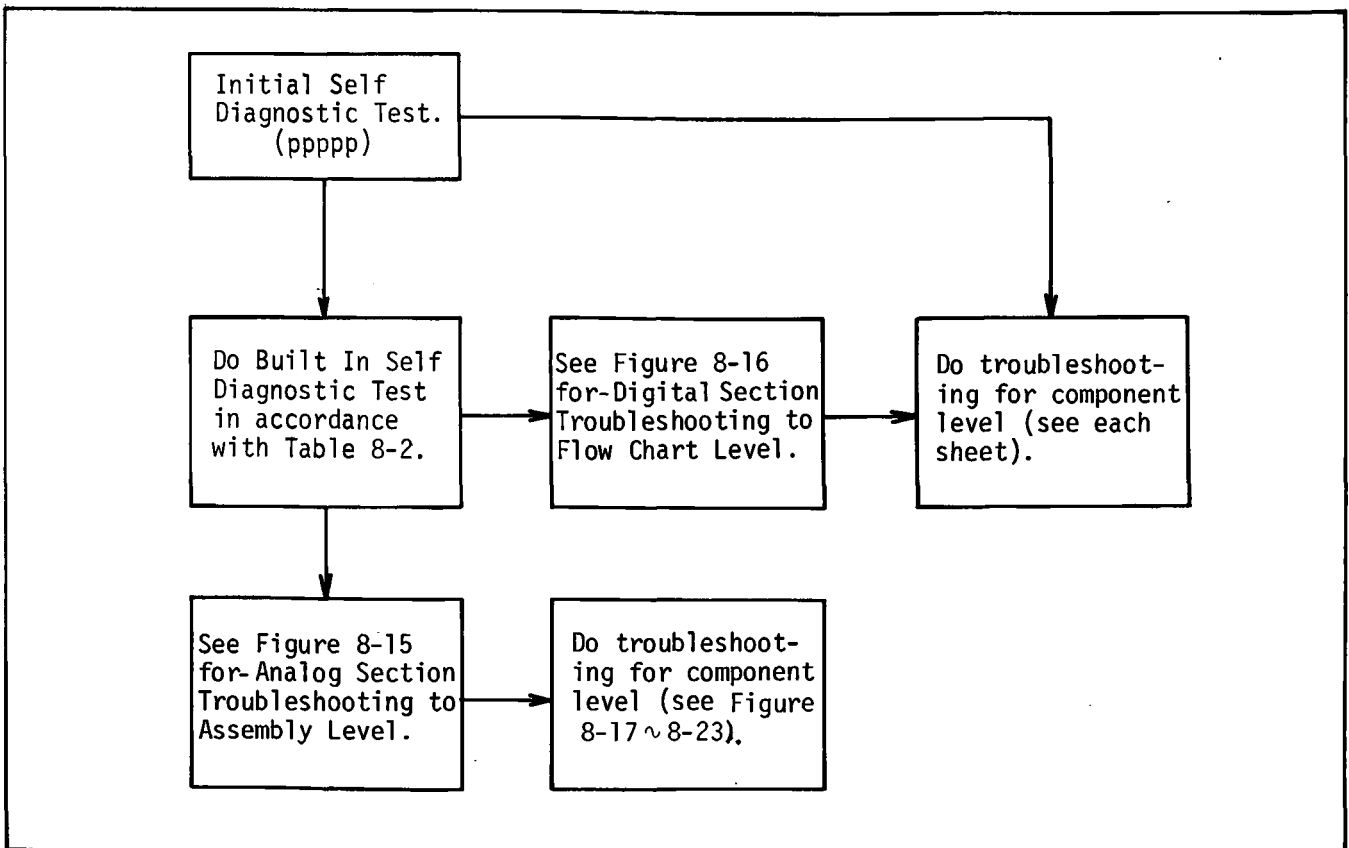 Initial Self
Diagnostic Test.
(ppppp)
Do Built In Self
Diagnostic Test
in accordance
with Table 8-2.
See Figure 8-16
for-Digital Section
Troubleshooting to
Flow Chart Level.
Do troubleshoot-
ing for component
level (see each
sheet).
See Figure 8-15
for-Analog Section
Troubleshooting to
Assembly Level.
Do troubleshoot-
ing for component
level (see Figure
8-17 ~ 8-23).